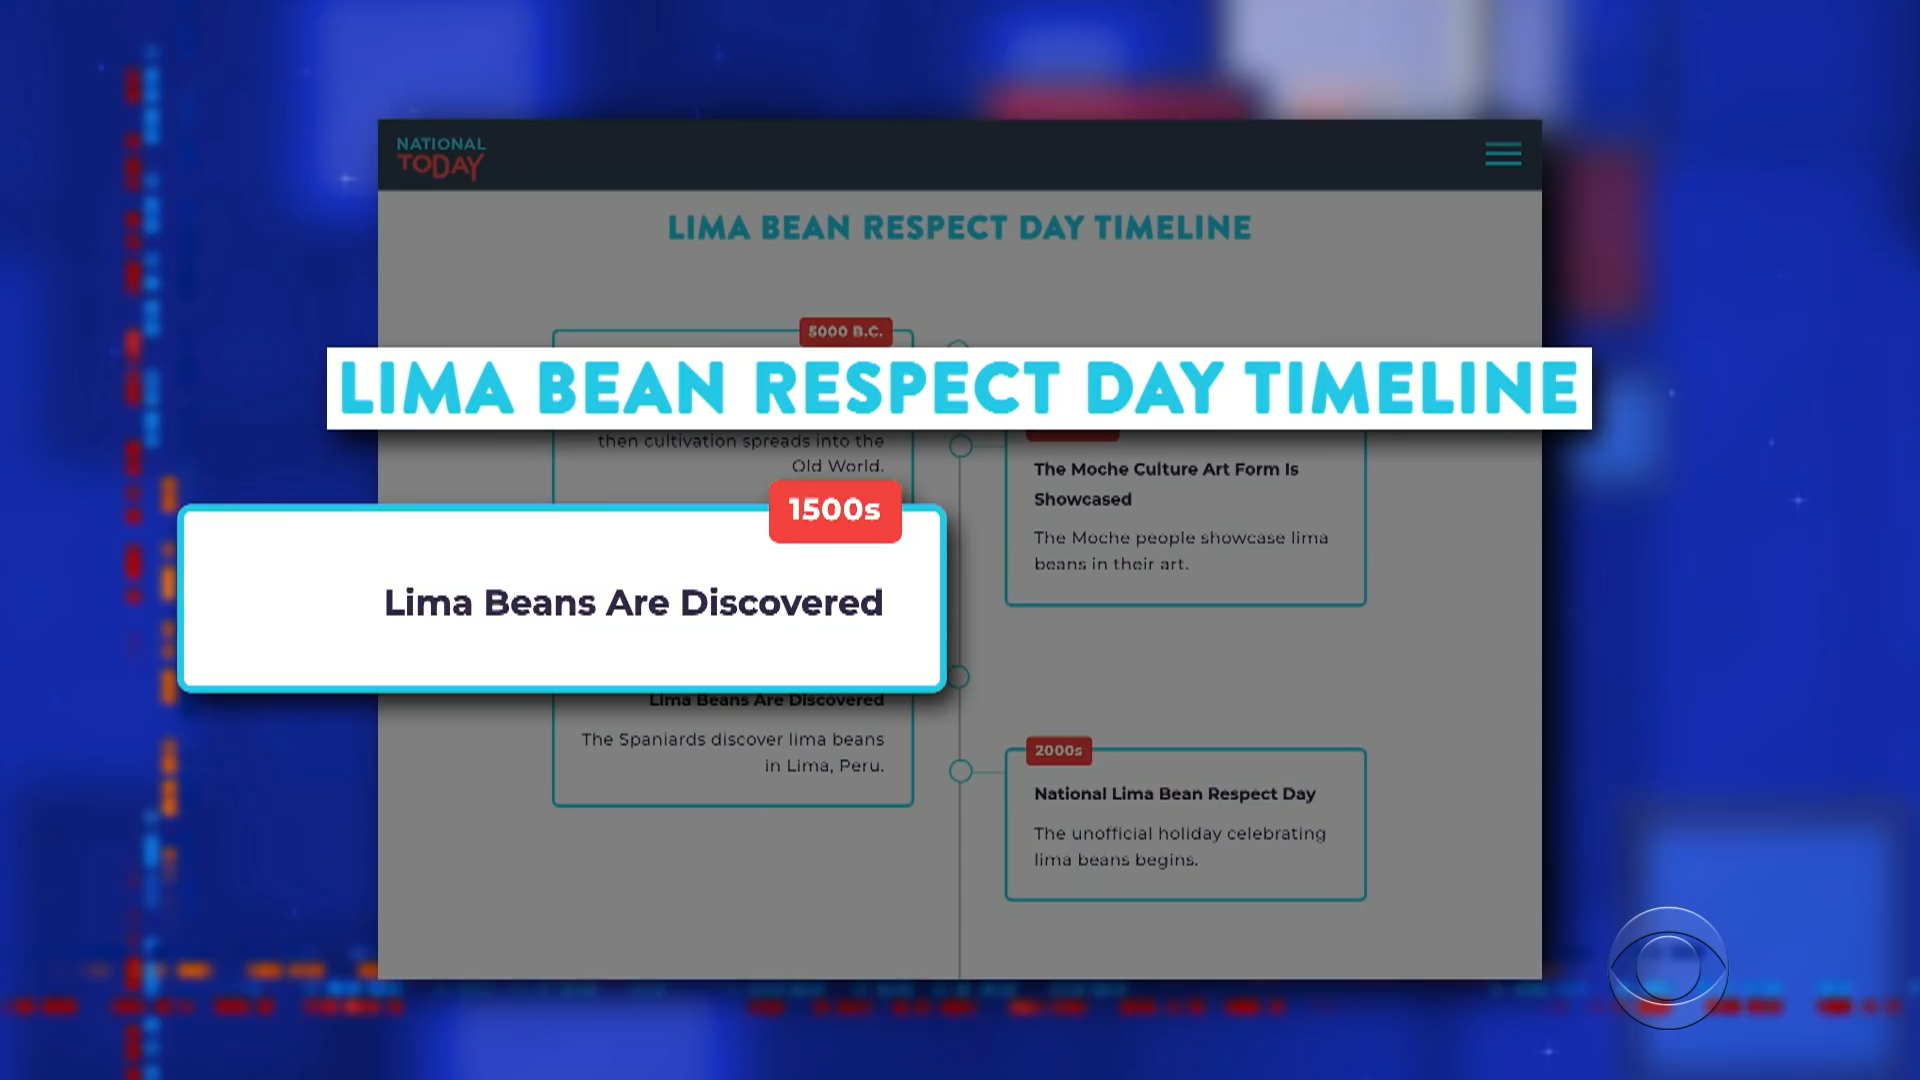 NATIONAL
TODAY
LIMA BEAN RESPECT DAY TIMELINE
5000 B.C.
LIMA BEAN RESPECT DAY TIMELINE
then cultivation spreads into the
Old World.
The Moche Culture Art Form Is
Showcased
The Moche people showcase lima
beans in their art.
1500s
Lima Beans Are Discovered
Lima Beans Are Discovered
The Spaniards discover lima beans
in Lima, Peru.
2000s
National Lima Bean Respect Day
The unofficial holiday celebrating
lima beans begins.